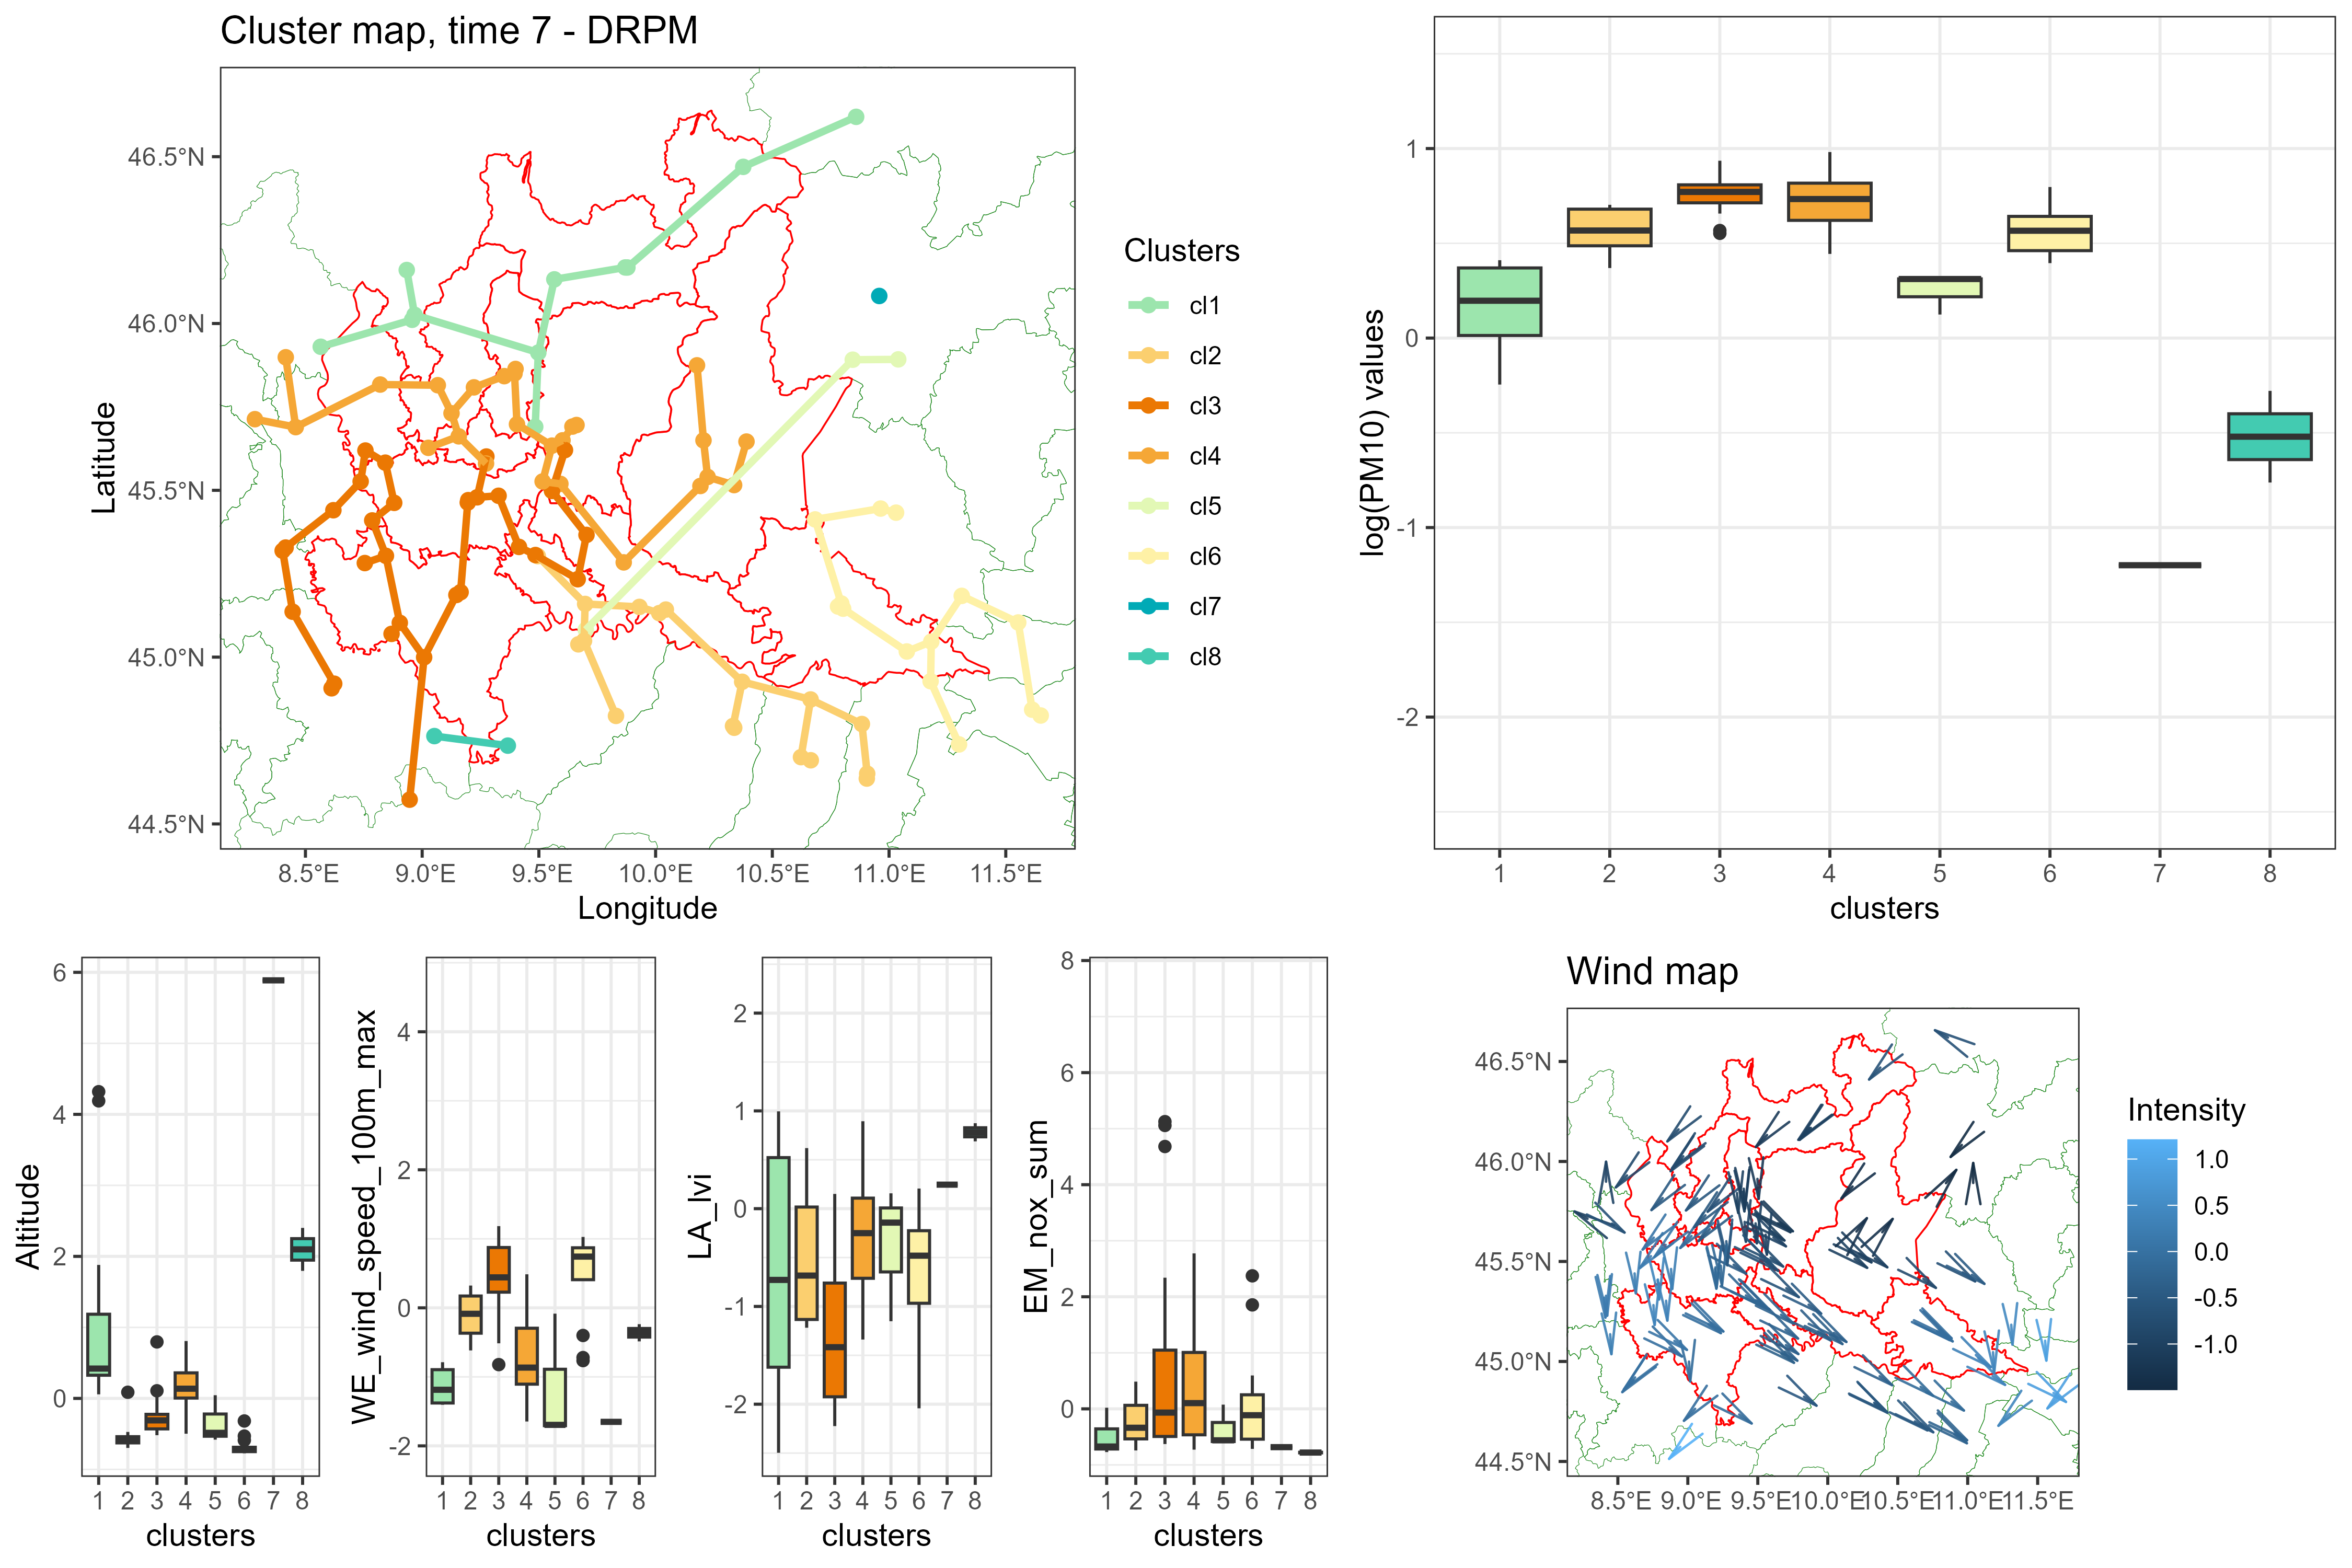 Cluster map, time 7 - DRPM
46.5°N
46.0°N
45.5°N
45.0°N
44.5°N
Latitude
8.5°E 9.0°E 9.5°E 10.0°E 10.5°E 11.0°E 11.5°E
Longitude
Clusters
cl1
cl2
cl3
cl4
cl5
cl6
cl7
cl8
1
0
-1
-2
log(PM10) values
1 2 3 4 5 6 7 8
clusters
6
4
2
0
Altitude
1 2 3 4 5 6 7 8
clusters
4
2
0
-2
WE_wind_speed_100m_max
1 2 3 4 5 6 7 8
clusters
2
1
0
-1
-2
LA_lvi
1 2 3 4 5 6 7 8
clusters
8
6
4
2
0
EM_nox_sum
1 2 3 4 5 6 7 8
clusters
Wind map
46.5°N
46.0°N
45.5°N
45.0°N
44.5°N
8.5°E 9.0°E 9.5°E 10.0°E 10.5°E 11.0°E 11.5°E
Intensity
1.0
0.5
0.0
-0.5
-1.0